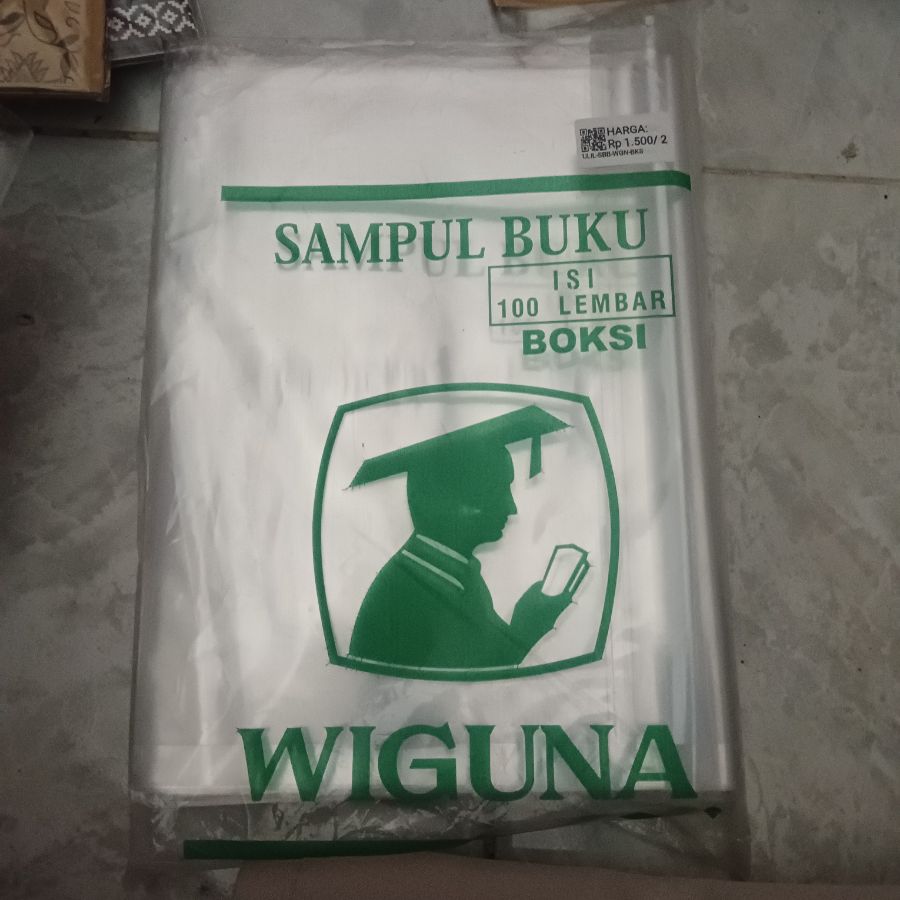 HARGA:
Rp 1.500/ 2
SAMPUL BUKU
ISI
100 LEMBAR
BOKSI
WIGUNA